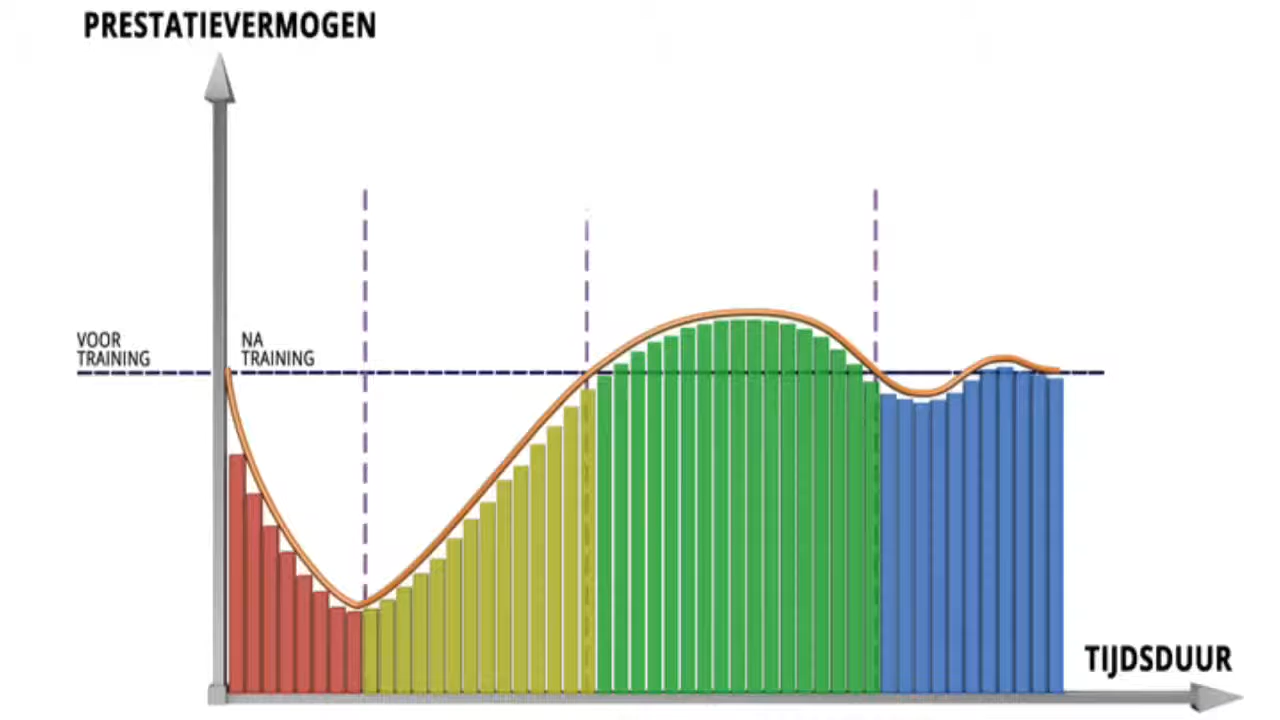 PRESTATIEVERMOGEN
VOOR
TRAINING
NA
TRAINING
TIJDSDUUR